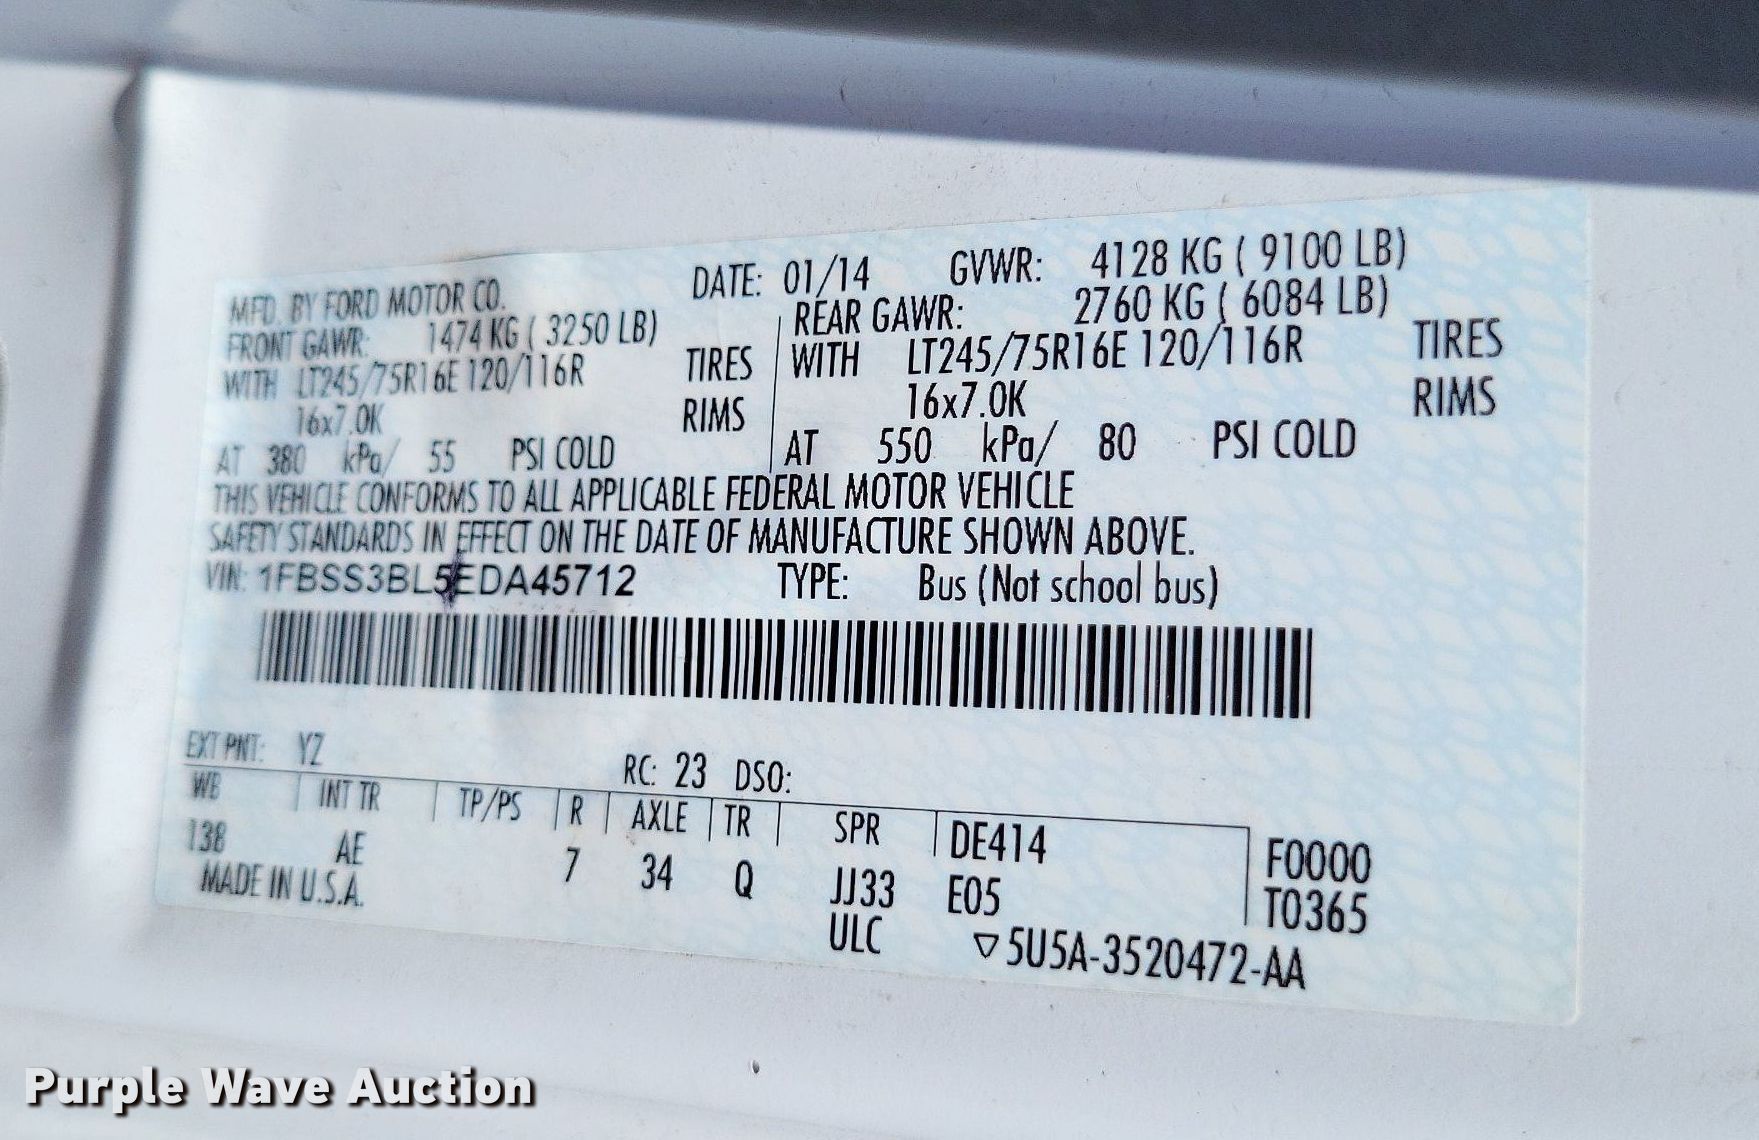 MFD. BY FORD MOTOR CO.
DATE: 01/14 GVWR: 4128 KG ( 9100 LB)
FRONT GAWR: 1474 KG ( 3250 LB) REAR GAWR: 2760 KG ( 6084 LB)
WITH LT245/75R16E 120/116R TIRES WITH LT245/75R16E 120/116R TIRES
16x7.0K RIMS 16x7.0K RIMS
AT 380 kPa/ 55 PSI COLD AT 550 kPa/ 80 PSI COLD
THIS VEHICLE CONFORMS TO ALL APPLICABLE FEDERAL MOTOR VEHICLE
SAFETY STANDARDS IN EFFECT ON THE DATE OF MANUFACTURE SHOWN ABOVE.
VIN: 1FBSS3BL5EDA45712 TYPE: Bus (Not school bus)
EXT PNT: YZ RC: 23 DSO:
WB INT TR TP/PS R AXLE TR SPR DE414 F0000
138 AE 7 34 Q JJ33 E05 T0365
MADE IN U.S.A. ULC ▽5U5A-3520472-AA
Purple Wave Auction